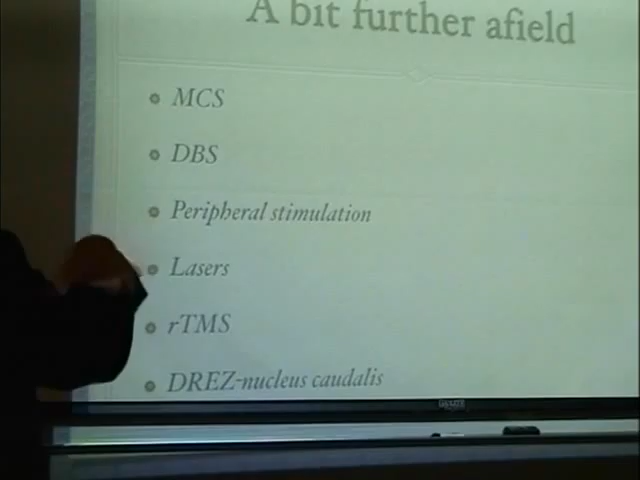 A bit further afield
MCS
DBS
Peripheral stimulation
Lasers
rTMS
DREZ-nucleus caudalis